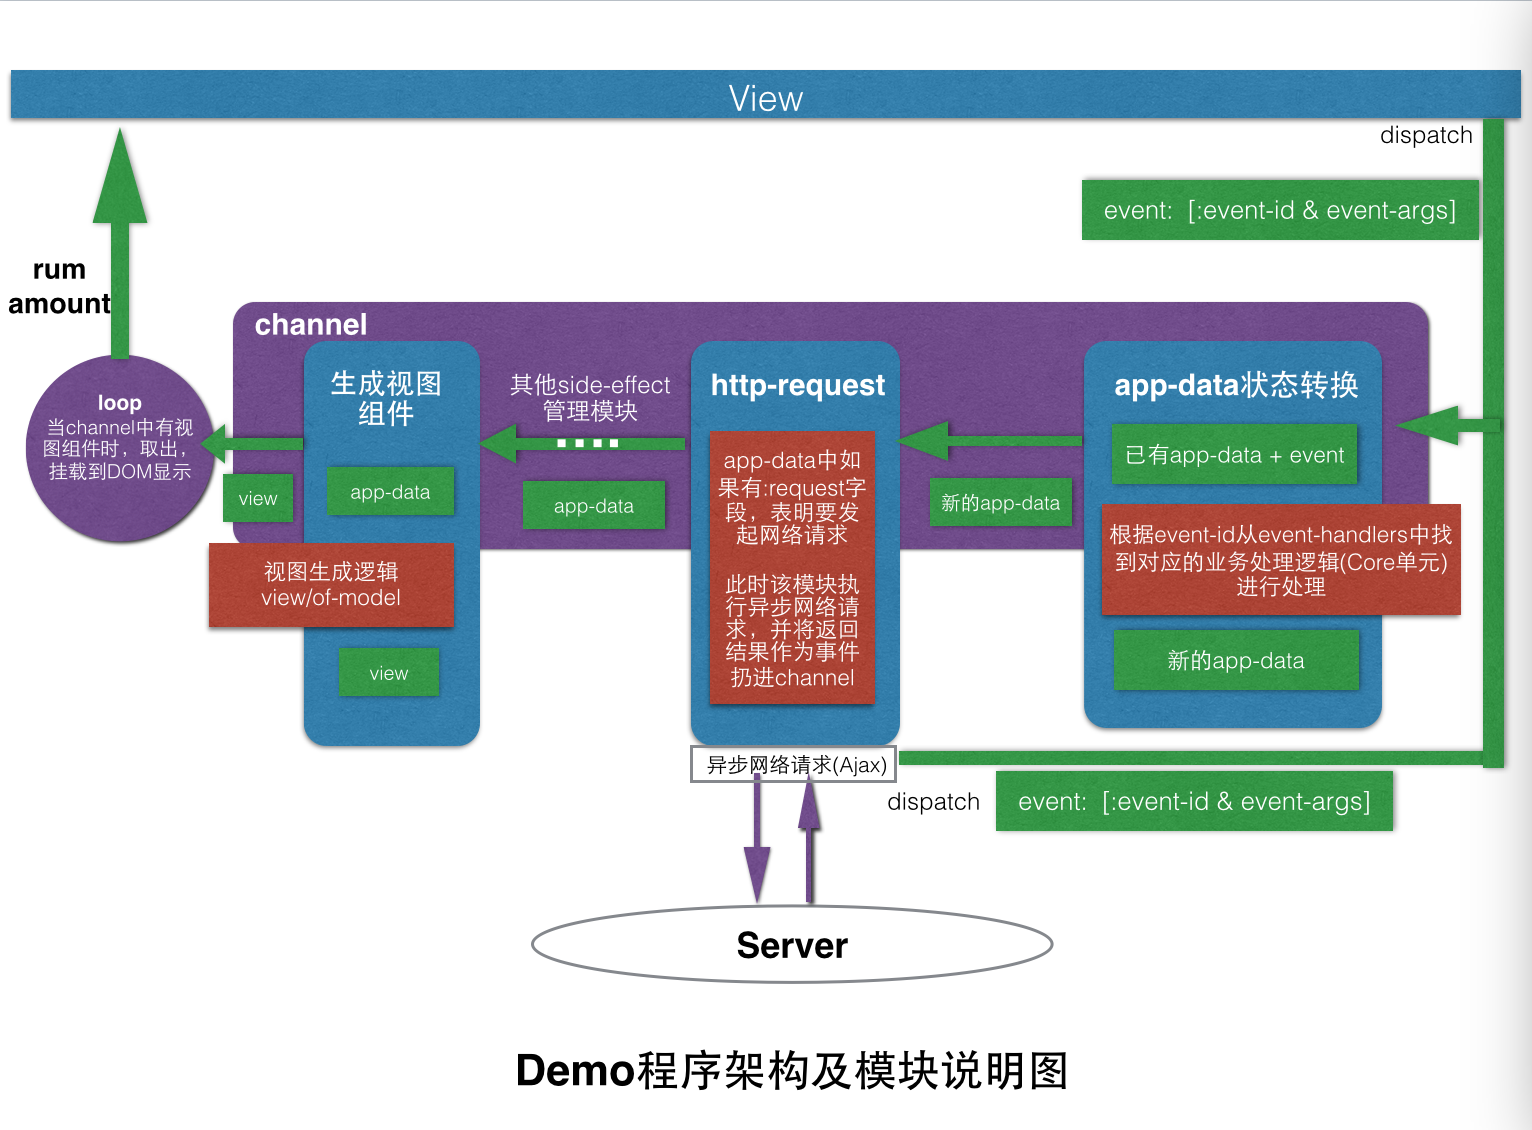 View
dispatch
event:  [:event-id & event-args]
rum
amount
channel
loop
当channel中有视
图组件时，取出，
挂载到DOM显示
view
生成视图
组件
app-data
视图生成逻辑
view/of-model
view
其他side-effect
管理模块
app-data
http-request
app-data中如
果有:request字
段，表明要发
起网络请求
此时该模块执
行异步网络请
求，并将返回
结果作为事件
扔进channel
新的app-data
app-data状态转换
已有app-data + event
根据event-id从event-handlers中找
到对应的业务处理逻辑(Core单元)
进行处理
新的app-data
异步网络请求(Ajax)
dispatch
event:  [:event-id & event-args]
Server
Demo程序架构及模块说明图